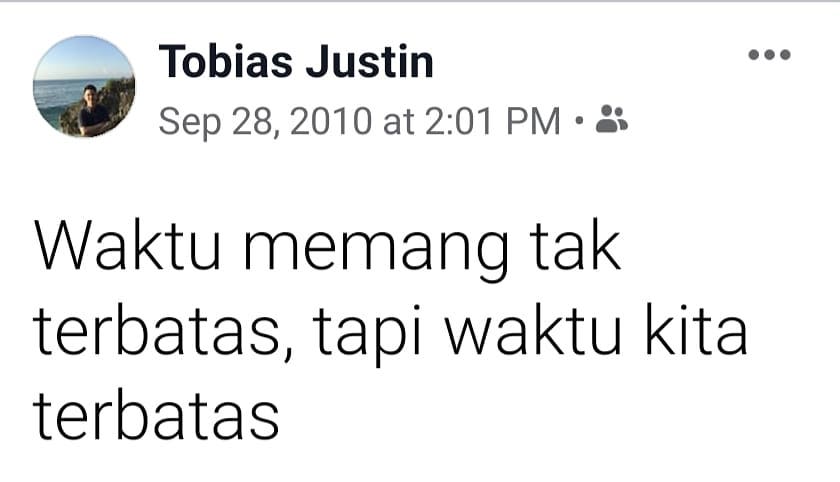 Tobias Justin
Sep 28, 2010 at 2:01 PM •
Waktu memang tak
terbatas, tapi waktu kita
terbatas